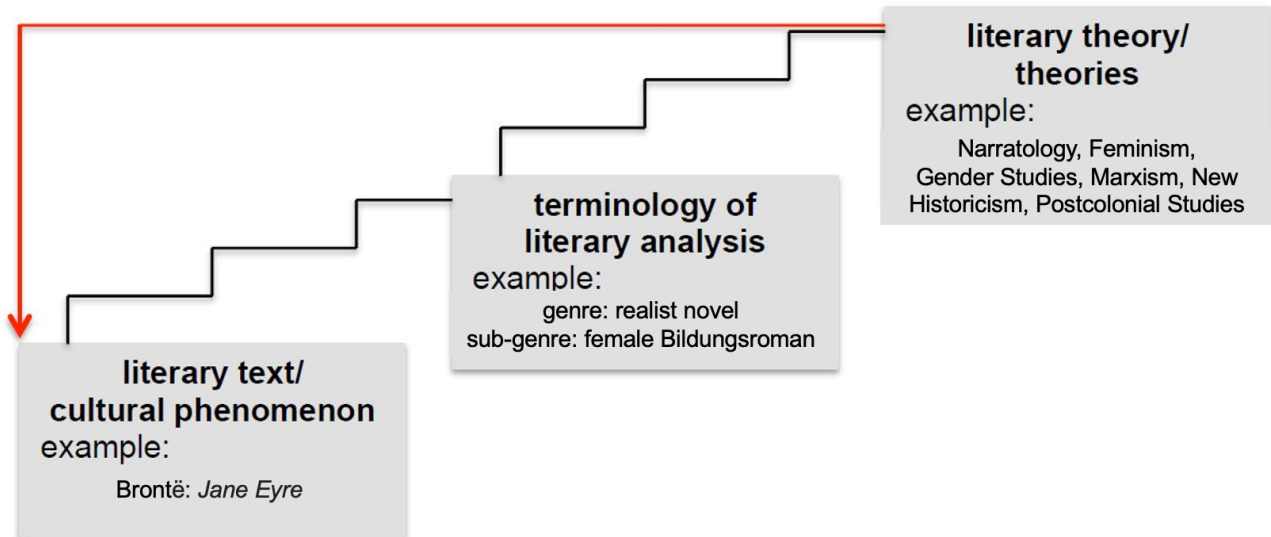 literary theory/
theories
example:
Narratology, Feminism,
Gender Studies, Marxism, New
Historicism, Postcolonial Studies
terminology of
literary analysis
example:
genre: realist novel
sub-genre: female Bildungsroman
literary text/
cultural phenomenon
example:
Brontë: Jane Eyre